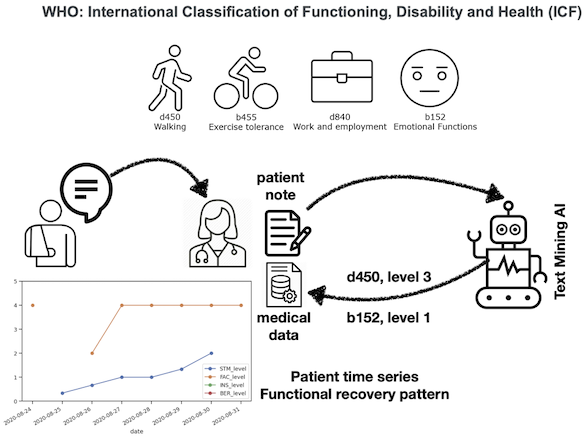 WHO: International Classification of Functioning, Disability and Health (ICF)
d450
Walking
b455
Exercise tolerance
d840
Work and employment
b152
Emotional Functions
patient
note
Text Mining AI
d450, level 3
b152, level 1
medical
data
5
4
3
2
1
0
STM_level
FAC_level
INS_level
BER_level
2020-08-24
2020-08-25
2020-08-26
2020-08-27
2020-08-28
2020-08-29
2020-08-30
2020-08-31
date
Patient time series
Functional recovery pattern